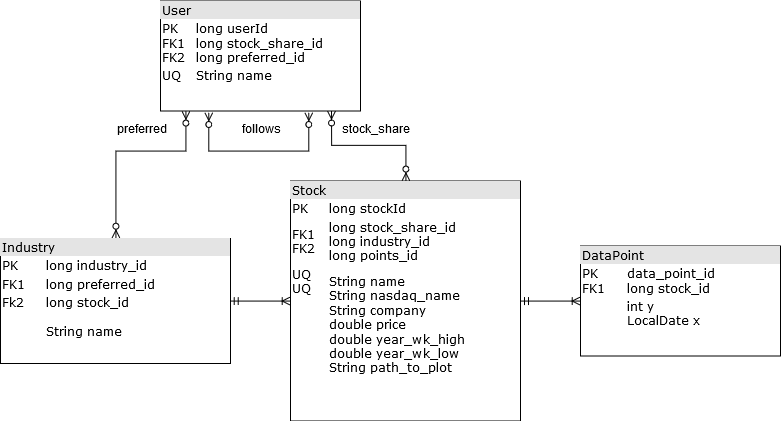 User
PK long userId
FK1 long stock_share_id
FK2 long preferred_id
UQ String name
preferred
follows
stock_share
Stock
PK long stockId
FK1 long stock_share_id
FK2 long industry_id
long points_id
UQ String name
UQ String nasdaq_name
String company
double price
double year_wk_high
double year_wk_low
String path_to_plot
Industry
PK long industry_id
FK1 long preferred_id
Fk2 long stock_id
String name
DataPoint
PK data_point_id
FK1 long stock_id
int y
LocalDate x